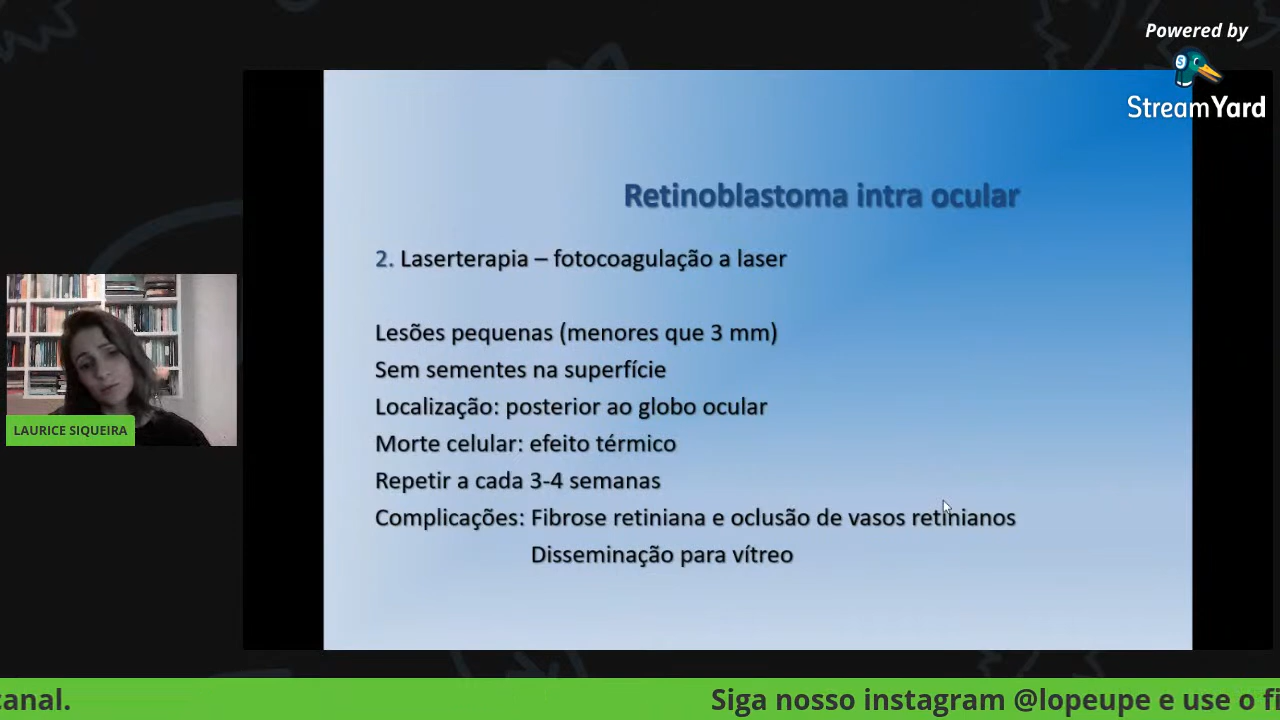 Powered by
StreamYard
Retinoblastoma intra ocular
2. Laserterapia – fotocoagulação a laser
Lesões pequenas (menores que 3 mm)
Sem sementes na superfície
Localização: posterior ao globo ocular
Morte celular: efeito térmico
Repetir a cada 3-4 semanas
Complicações: Fibrose retiniana e oclusão de vasos retinianos
Disseminação para vítreo
LAURICE SIQUEIRA
canal. Siga nosso instagram @lopeupe e use o fi